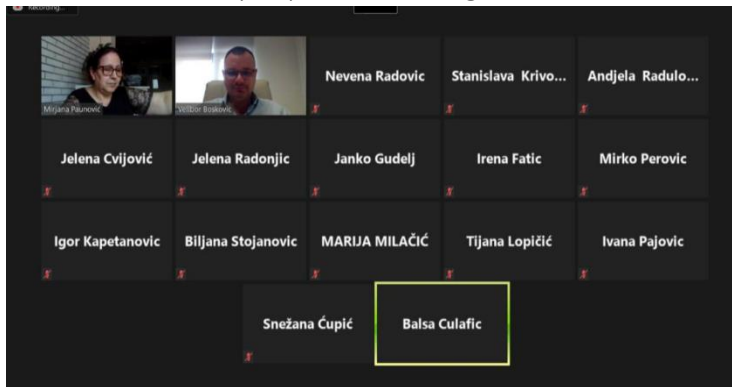 Recording...
Mirjana Paunović
Velibor Bosković
Nevena Radovic
Stanislava Krivo...
Andjela Radulo...
Jelena Cvijović
Jelena Radonjic
Janko Gudelj
Irena Fatic
Mirko Perovic
Igor Kapetanovic
Biljana Stojanovic
MARIJA MILAČIĆ
Tijana Lopičić
Ivana Pajovic
Snežana Ćupić
Balsa Culafic